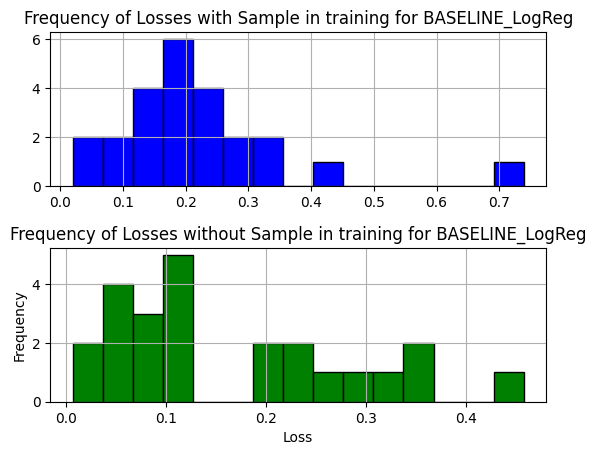 Frequency of Losses with Sample in training for BASELINE_LogReg
6
4
2
0
0.0 0.1 0.2 0.3 0.4 0.5 0.6 0.7
Frequency of Losses without Sample in training for BASELINE_LogReg
Frequency
4
2
0
0.0 0.1 0.2 0.3 0.4
Loss